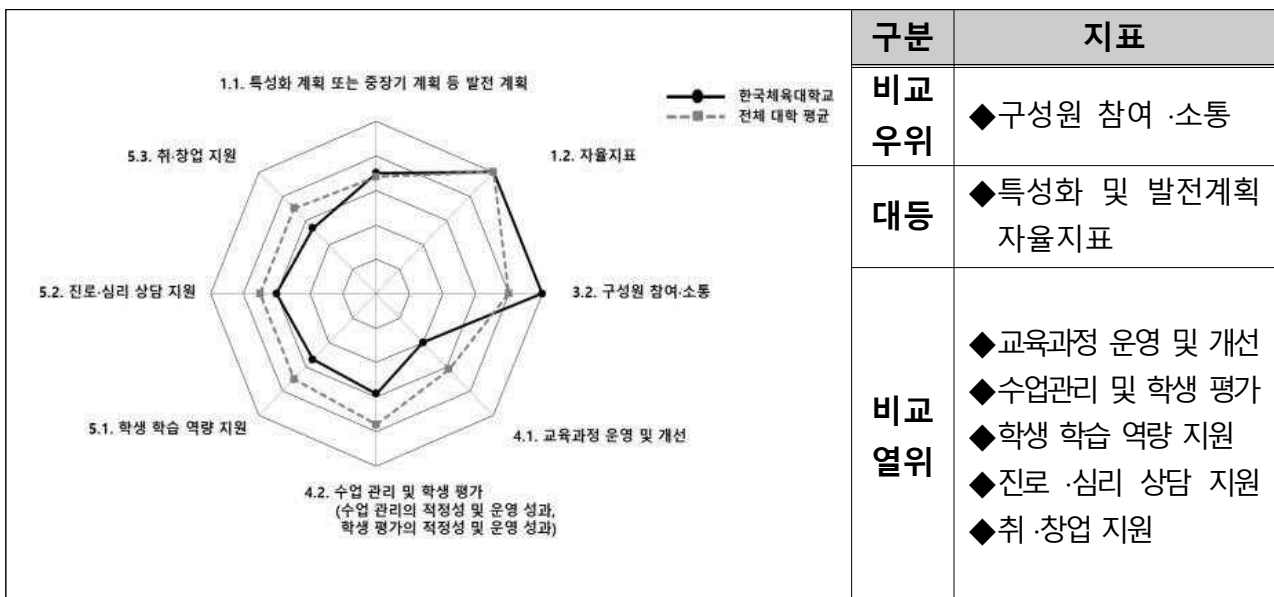 1.1. 특성화 계획 또는 중장기 계획 등 발전 계획
한국체육대학교
전체 대학 평균
5.3. 취·창업 지원
1.2. 자율지표
5.2. 진로·심리 상담 지원
3.2. 구성원 참여·소통
5.1. 학생 학습 역량 지원
4.1. 교육과정 운영 및 개선
4.2. 수업 관리 및 학생 평가
(수업 관리의 적정성 및 운영 성과,
학생 평가의 적정성 및 운영 성과)
구분 지표
비교
우위
◆구성원 참여 ·소통
대등
◆특성화 및 발전계획
자율지표
비교
열위
◆교육과정 운영 및 개선
◆수업관리 및 학생 평가
◆학생 학습 역량 지원
◆진로 ·심리 상담 지원
◆취 ·창업 지원